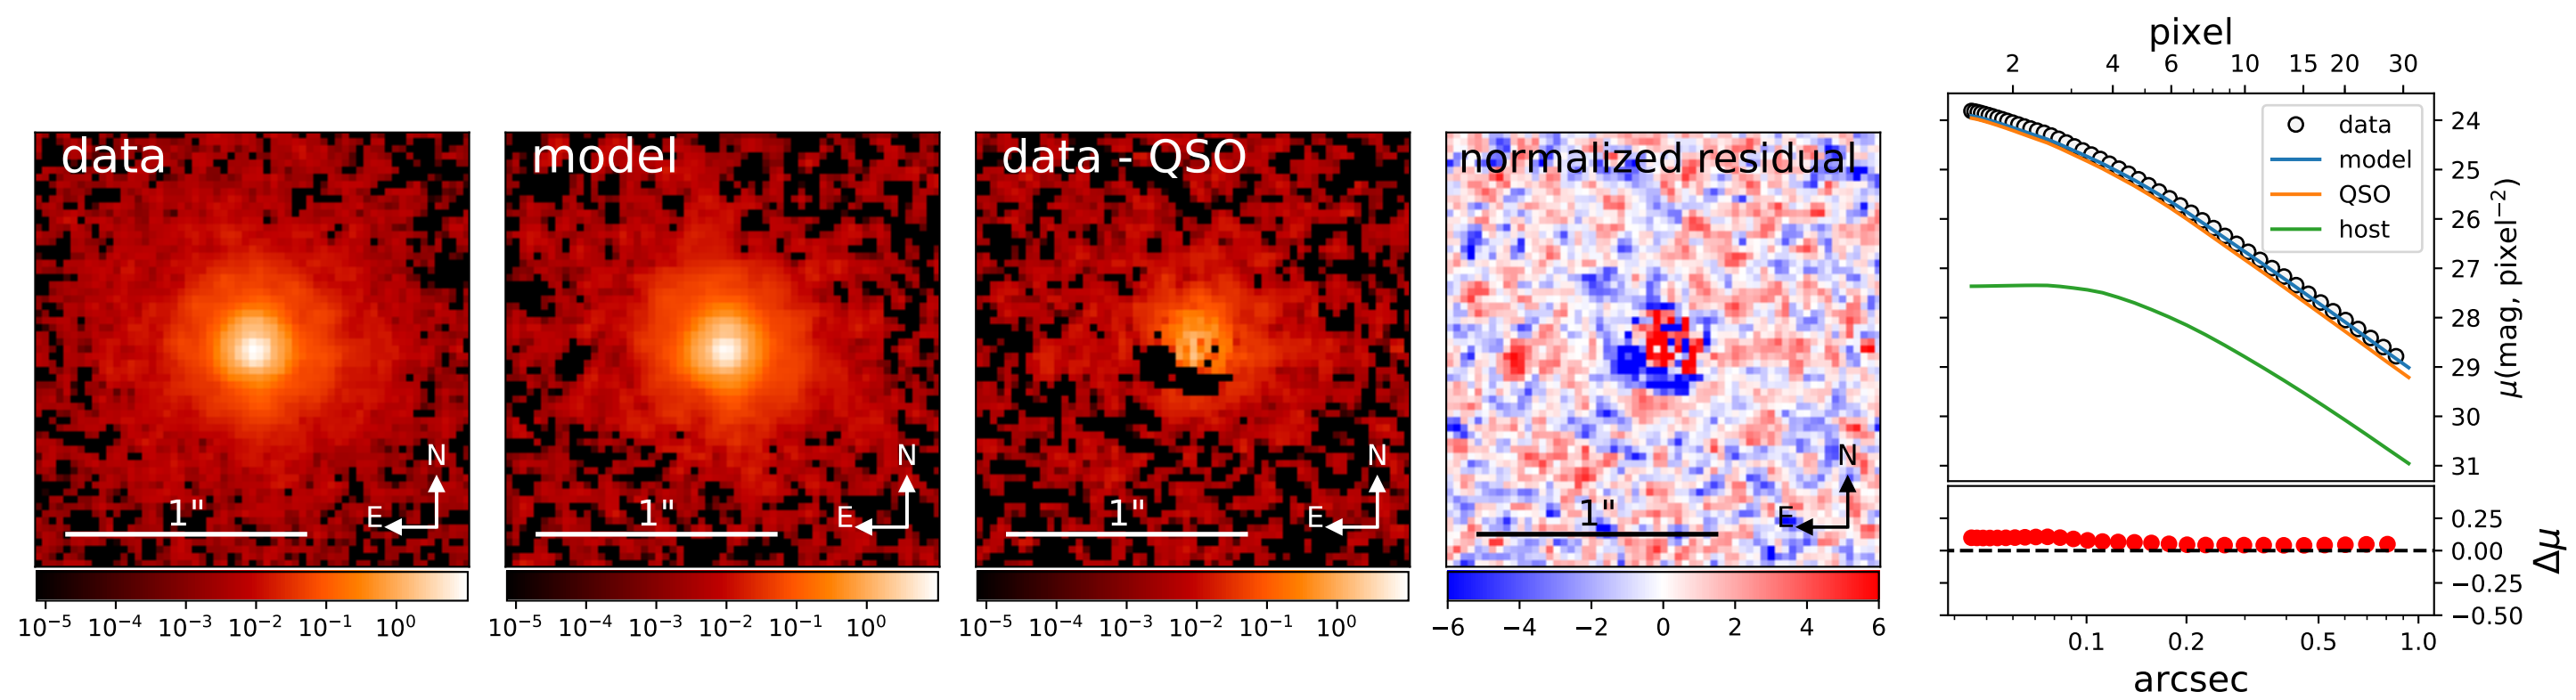 data
N
E
1"
10⁻⁵ 10⁻⁴ 10⁻³ 10⁻² 10⁻¹ 10⁰
model
N
E
1"
10⁻⁵ 10⁻⁴ 10⁻³ 10⁻² 10⁻¹ 10⁰
data - QSO
N
E
1"
10⁻⁵ 10⁻⁴ 10⁻³ 10⁻² 10⁻¹ 10⁰
normalized residual
N
E
1"
−6 −4 −2 0 2 4 6
pixel
2 4 6 10 15 20 30
data
model
QSO
host
24
25
26
27
28
29
30
31
μ(mag, pixel⁻²)
0.25
0.00
−0.25
−0.50
Δμ
0.1 0.2 0.5 1.0
arcsec